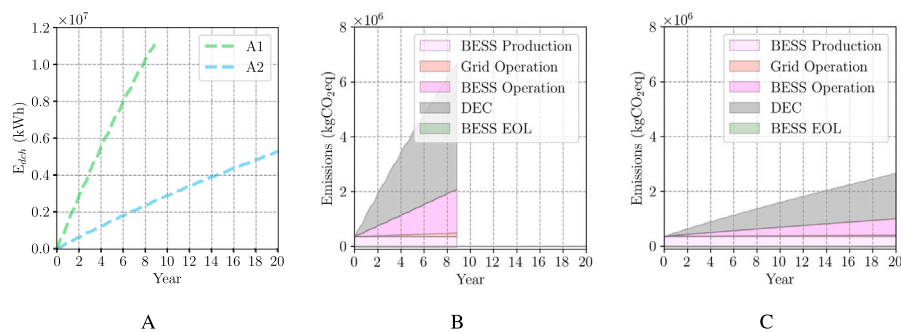 ×10⁷
1.2
1.0
0.8
0.6
0.4
0.2
0.0
E_dch (kWh)
A1
A2
0 2 4 6 8 10 12 14 16 18 20
Year
A
×10⁶
8
6
4
2
0
Emissions (kgCO₂eq)
BESS Production
Grid Operation
BESS Operation
DEC
BESS EOL
0 2 4 6 8 10 12 14 16 18 20
Year
B
×10⁶
8
6
4
2
0
Emissions (kgCO₂eq)
BESS Production
Grid Operation
BESS Operation
DEC
BESS EOL
0 2 4 6 8 10 12 14 16 18 20
Year
C